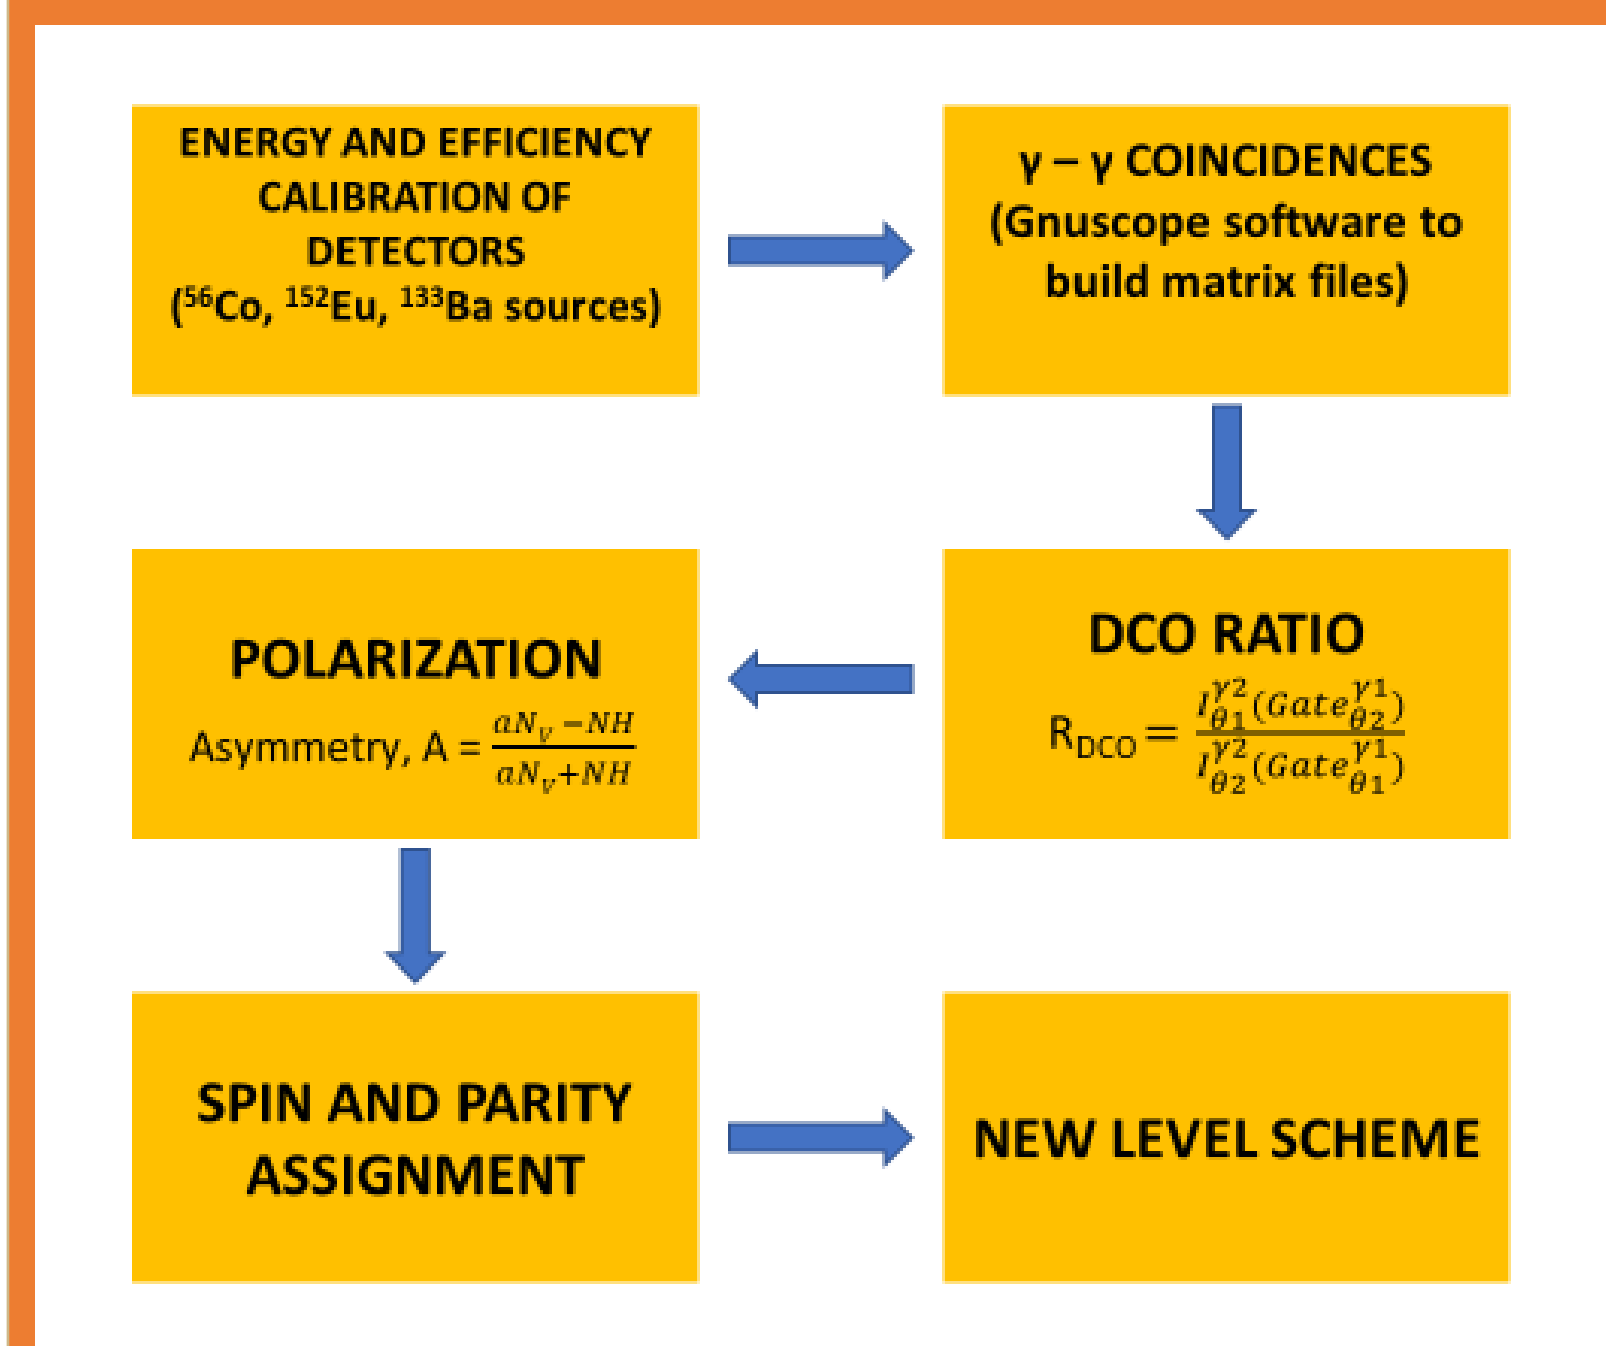 ENERGY AND EFFICIENCY
CALIBRATION OF
DETECTORS
(⁵⁶Co, ¹⁵²Eu, ¹³³Ba sources)
γ – γ COINCIDENCES
(Gnuscope software to
build matrix files)
DCO RATIO
R_DCO = I_θ1^γ2(Gate_θ2^γ1) / I_θ2^γ2(Gate_θ1^γ1)
POLARIZATION
Asymmetry, A = (aN_v − NH) / (aN_v + NH)
SPIN AND PARITY
ASSIGNMENT
NEW LEVEL SCHEME